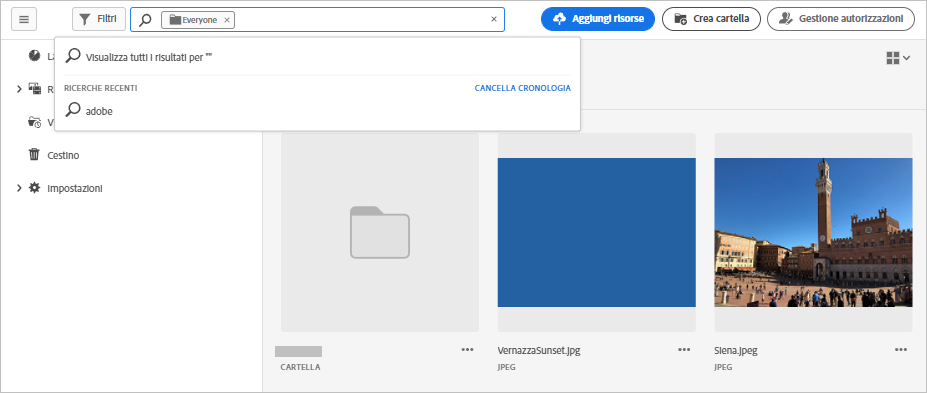 Filtri
Everyone ×
×
Aggiungi risorse
Crea cartella
Gestione autorizzazioni
Visualizza tutti i risultati per ""
RICERCHE RECENTI
CANCELLA CRONOLOGIA
adobe
Cestino
Impostazioni
CARTELLA
VernazzaSunset.jpg
JPEG
Siena.jpeg
JPEG